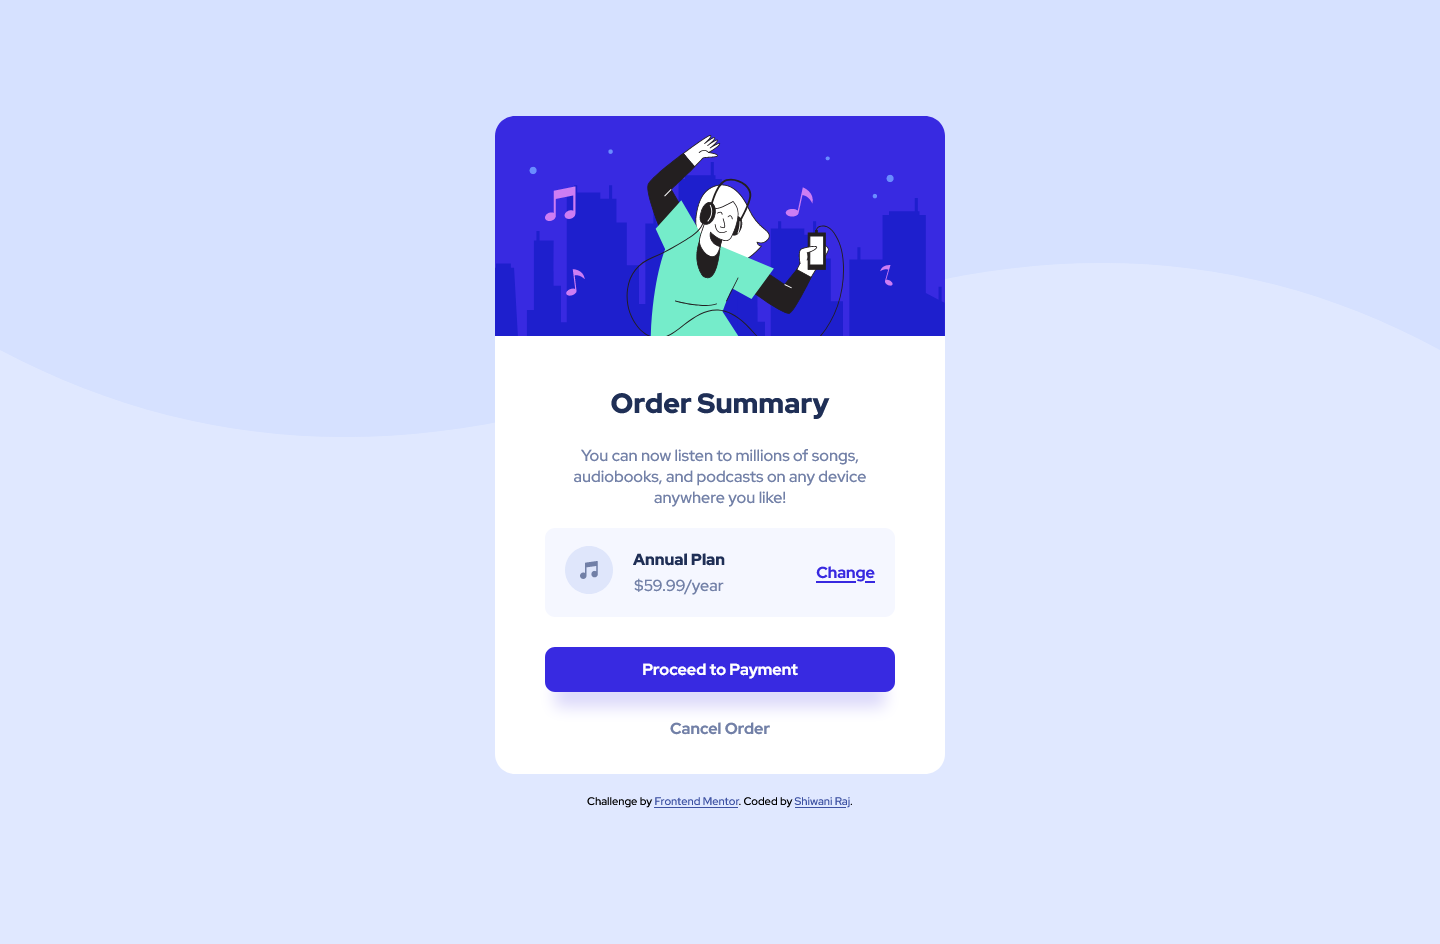 Order Summary
You can now listen to millions of songs,
audiobooks, and podcasts on any device
anywhere you like!
Annual Plan
$59.99/year
Change
Proceed to Payment
Cancel Order
Challenge by Frontend Mentor. Coded by Shiwani Raj.